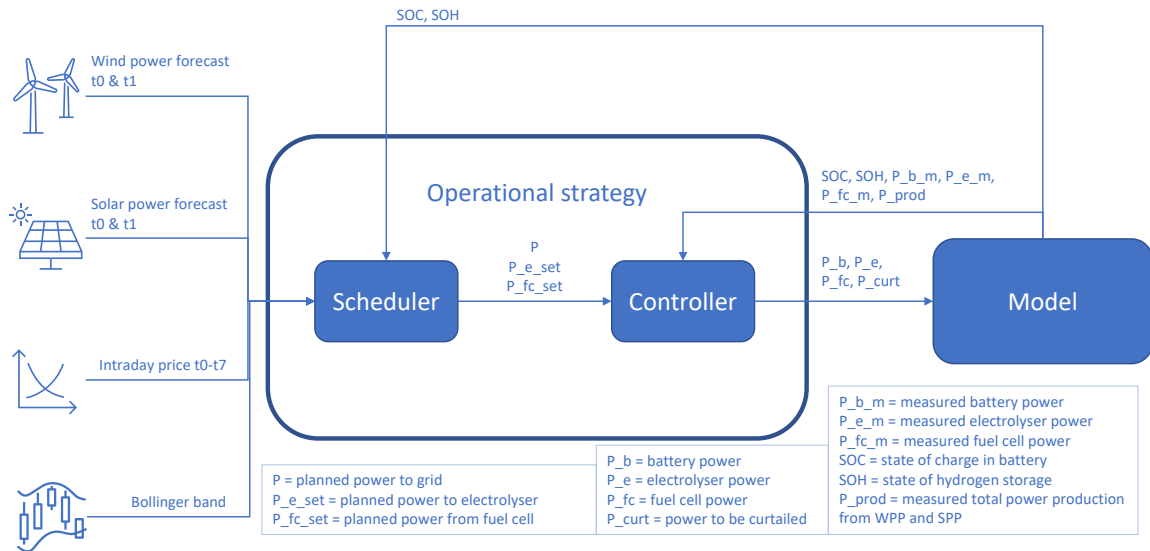 SOC, SOH
Wind power forecast
t0 & t1
Solar power forecast
t0 & t1
Intraday price t0-t7
Bollinger band
Operational strategy
Scheduler
P
P_e_set
P_fc_set
Controller
SOC, SOH, P_b_m, P_e_m,
P_fc_m, P_prod
P_b, P_e,
P_fc, P_curt
Model
P = planned power to grid
P_e_set = planned power to electrolyser
P_fc_set = planned power from fuel cell
P_b = battery power
P_e = electrolyser power
P_fc = fuel cell power
P_curt = power to be curtailed
P_b_m = measured battery power
P_e_m = measured electrolyser power
P_fc_m = measured fuel cell power
SOC = state of charge in battery
SOH = state of hydrogen storage
P_prod = measured total power production
from WPP and SPP